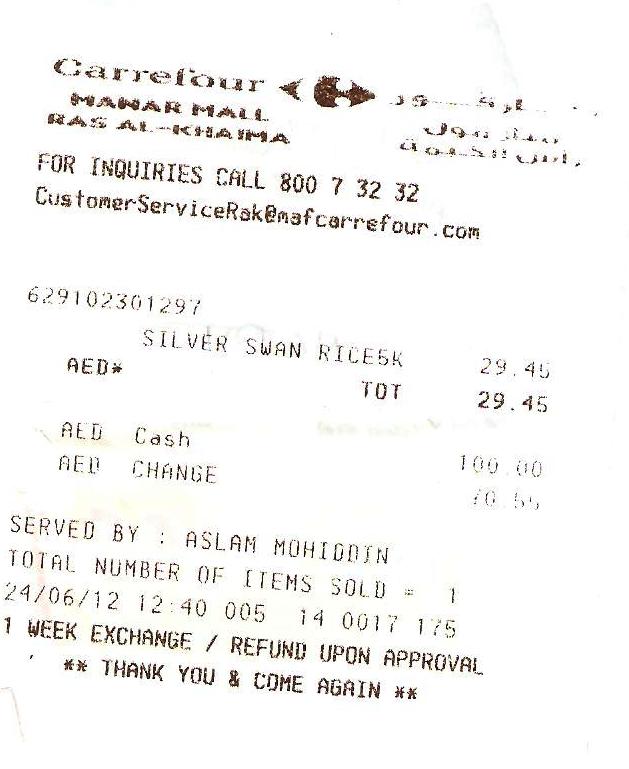 Carrefour
MANAR MALL
RAS AL-KHAIMA
FOR INQUIRIES CALL 800 7 32 32
CustomerServiceRak@mafcarrefour.com
629102301297
SILVER SWAN RICE5K 29.45
AED* TOT 29.45
AED Cash 100.00
AED CHANGE 70.55
SERVED BY : ASLAM MOHIDDIN
TOTAL NUMBER OF ITEMS SOLD = 1
24/06/12 12:40 005 14 0017 175
1 WEEK EXCHANGE / REFUND UPON APPROVAL
** THANK YOU & COME AGAIN **